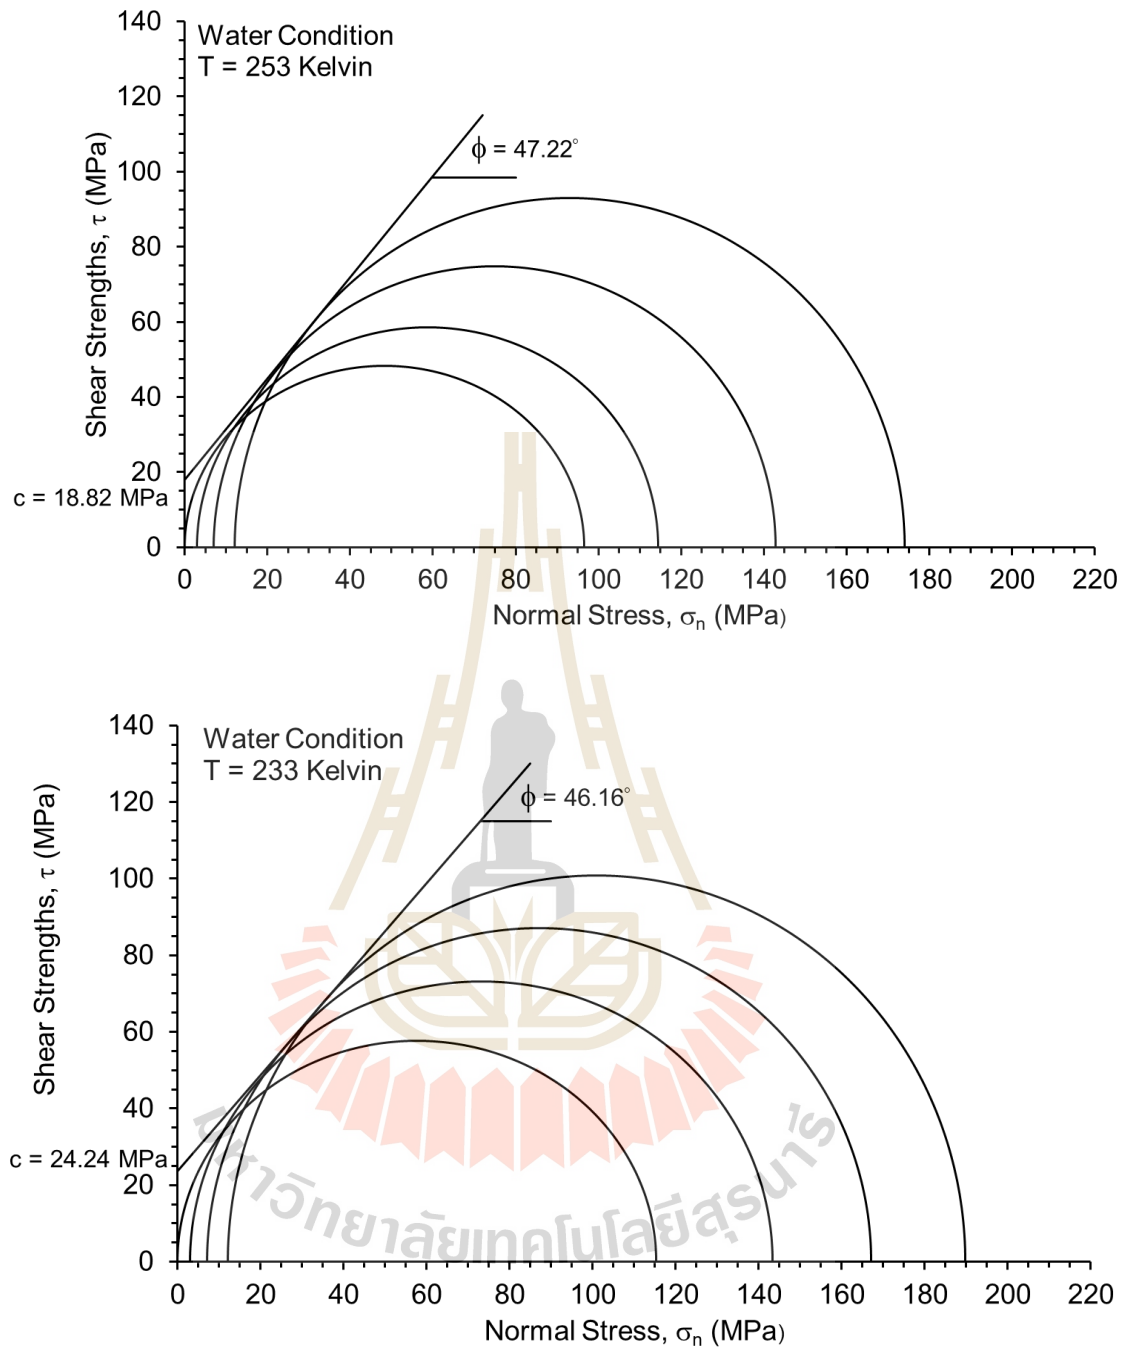 Water Condition
T = 253 Kelvin
ϕ = 47.22°
c = 18.82 MPa
Shear Strengths, τ (MPa)
140
120
100
80
60
40
20
0
0 20 40 60 80 100 120 140 160 180 200 220
Normal Stress, σₙ (MPa)
Water Condition
T = 233 Kelvin
ϕ = 46.16°
c = 24.24 MPa
Shear Strengths, τ (MPa)
140
120
100
80
60
40
20
0
0 20 40 60 80 100 120 140 160 180 200 220
Normal Stress, σₙ (MPa)
มหาวิทยาลัยเทคโนโลยีสุรนารี